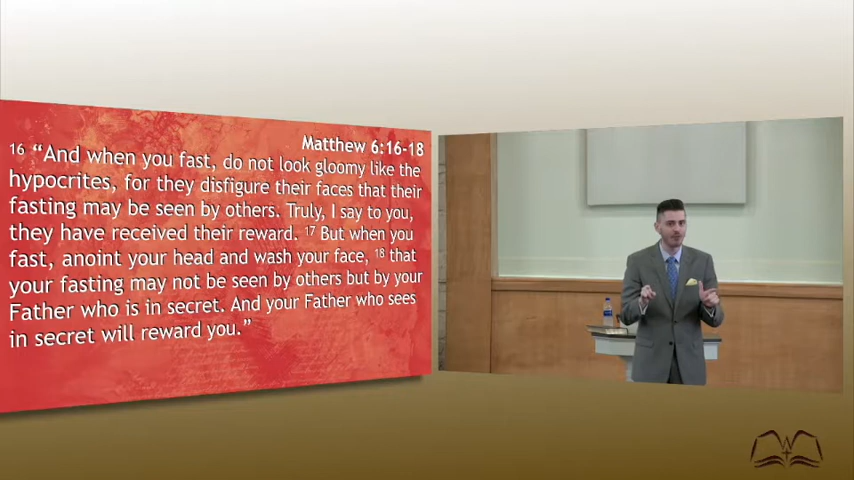 Matthew 6:16-18
16 “And when you fast, do not look gloomy like the
hypocrites, for they disfigure their faces that their
fasting may be seen by others. Truly, I say to you,
they have received their reward. 17 But when you
fast, anoint your head and wash your face, 18 that
your fasting may not be seen by others but by your
Father who is in secret. And your Father who sees
in secret will reward you.”